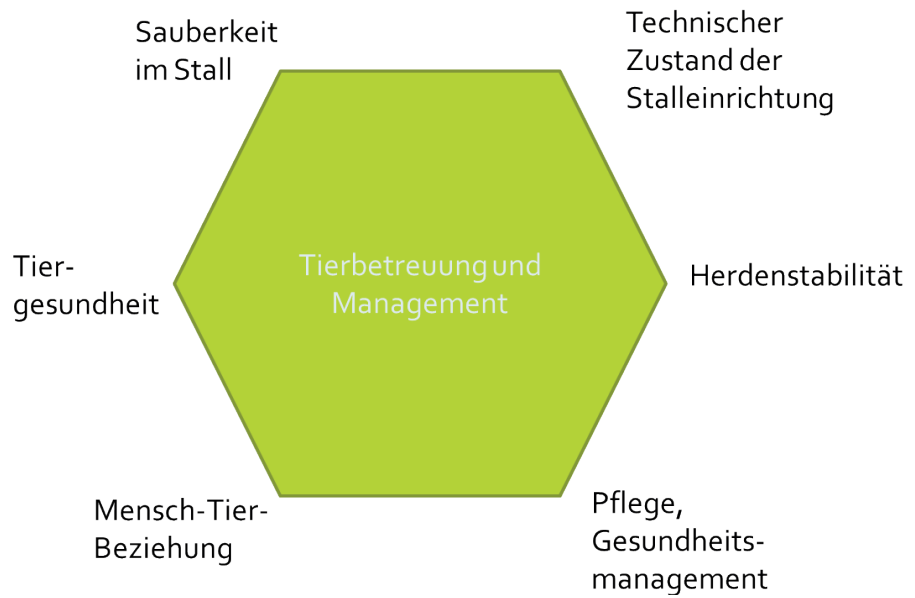 Sauberkeit
im Stall
Technischer
Zustand der
Stalleinrichtung
Tier-
gesundheit
Tierbetreuung und
Management
Herdenstabilität
Mensch-Tier-
Beziehung
Pflege,
Gesundheits-
management